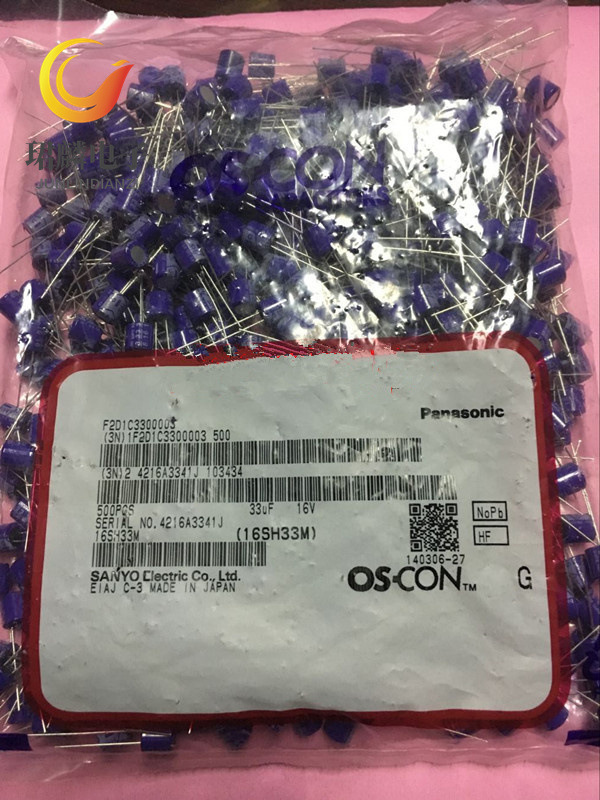 OS-CON
F2D1C3300003
(3N)1F2D1C3300003 500
Panasonic
(3N)2 4216A3341J 103434
500PCS 33uF 16V
SERIAL NO.4216A3341J
16SH33M (16SH33M)
NoPb
HF
140306-27
SANYO Electric Co., Ltd.
EIAJ C-3 MADE IN JAPAN
OS-CON™
G